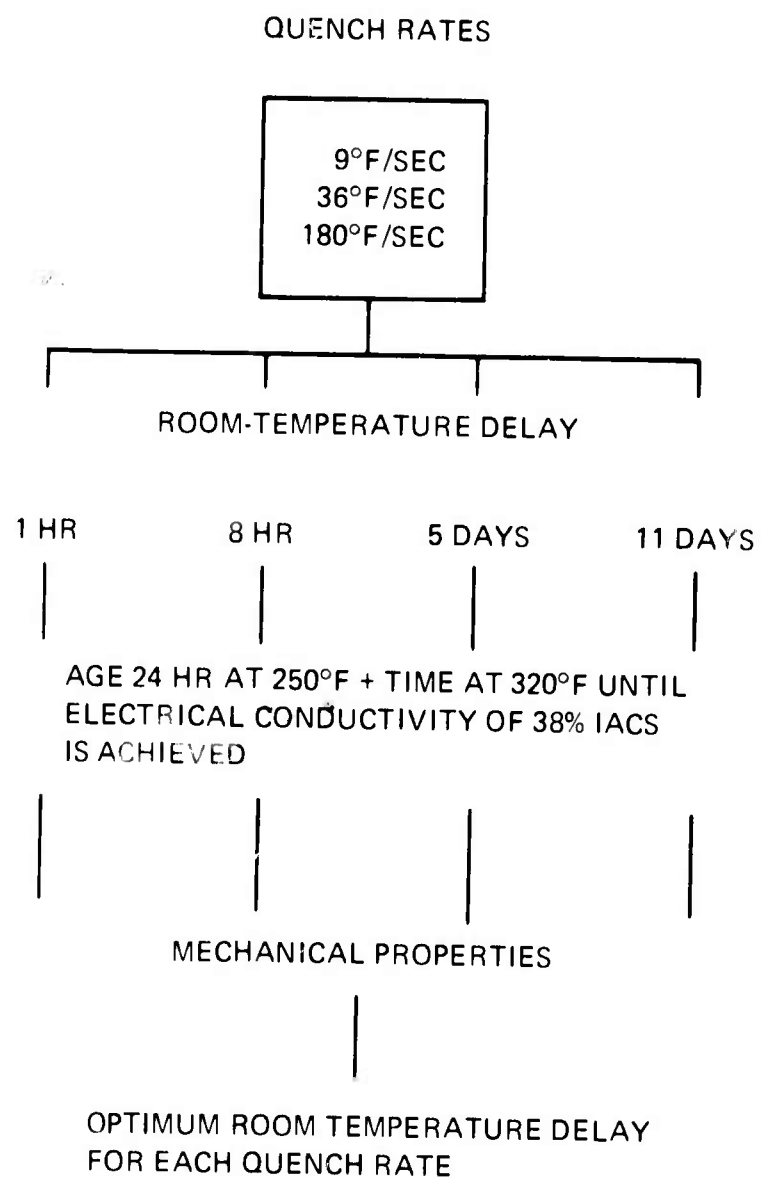 QUENCH RATES
9°F/SEC
36°F/SEC
180°F/SEC
ROOM-TEMPERATURE DELAY
1 HR 8 HR 5 DAYS 11 DAYS
AGE 24 HR AT 250°F + TIME AT 320°F UNTIL
ELECTRICAL CONDUCTIVITY OF 38% IACS
IS ACHIEVED
MECHANICAL PROPERTIES
OPTIMUM ROOM TEMPERATURE DELAY
FOR EACH QUENCH RATE